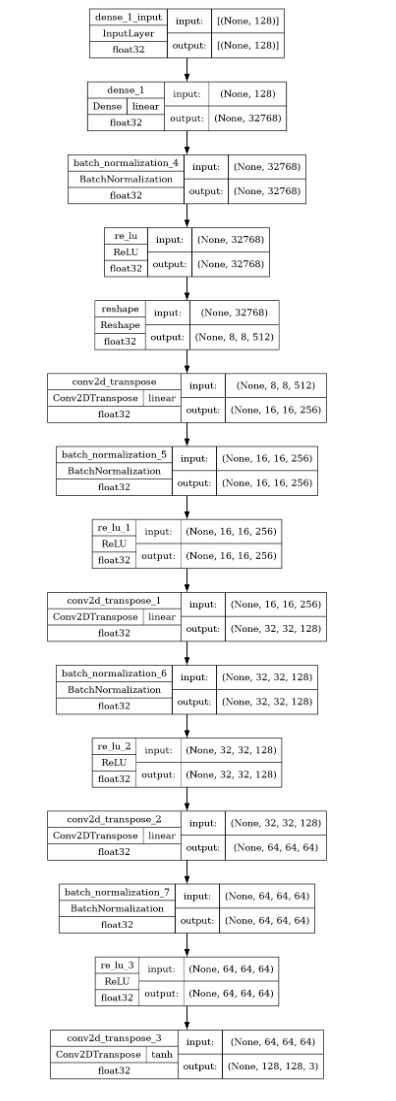 dense_1_input input: [(None, 128)]
InputLayer
float32 output: [(None, 128)]
dense_1 input: (None, 128)
Dense linear
float32 output: (None, 32768)
batch_normalization_4 input: (None, 32768)
BatchNormalization
float32 output: (None, 32768)
re_lu input: (None, 32768)
ReLU
float32 output: (None, 32768)
reshape input: (None, 32768)
Reshape
float32 output: (None, 8, 8, 512)
conv2d_transpose input: (None, 8, 8, 512)
Conv2DTranspose linear
float32 output: (None, 16, 16, 256)
batch_normalization_5 input: (None, 16, 16, 256)
BatchNormalization
float32 output: (None, 16, 16, 256)
re_lu_1 input: (None, 16, 16, 256)
ReLU
float32 output: (None, 16, 16, 256)
conv2d_transpose_1 input: (None, 16, 16, 256)
Conv2DTranspose linear
float32 output: (None, 32, 32, 128)
batch_normalization_6 input: (None, 32, 32, 128)
BatchNormalization
float32 output: (None, 32, 32, 128)
re_lu_2 input: (None, 32, 32, 128)
ReLU
float32 output: (None, 32, 32, 128)
conv2d_transpose_2 input: (None, 32, 32, 128)
Conv2DTranspose linear
float32 output: (None, 64, 64, 64)
batch_normalization_7 input: (None, 64, 64, 64)
BatchNormalization
float32 output: (None, 64, 64, 64)
re_lu_3 input: (None, 64, 64, 64)
ReLU
float32 output: (None, 64, 64, 64)
conv2d_transpose_3 input: (None, 64, 64, 64)
Conv2DTranspose tanh
float32 output: (None, 128, 128, 3)